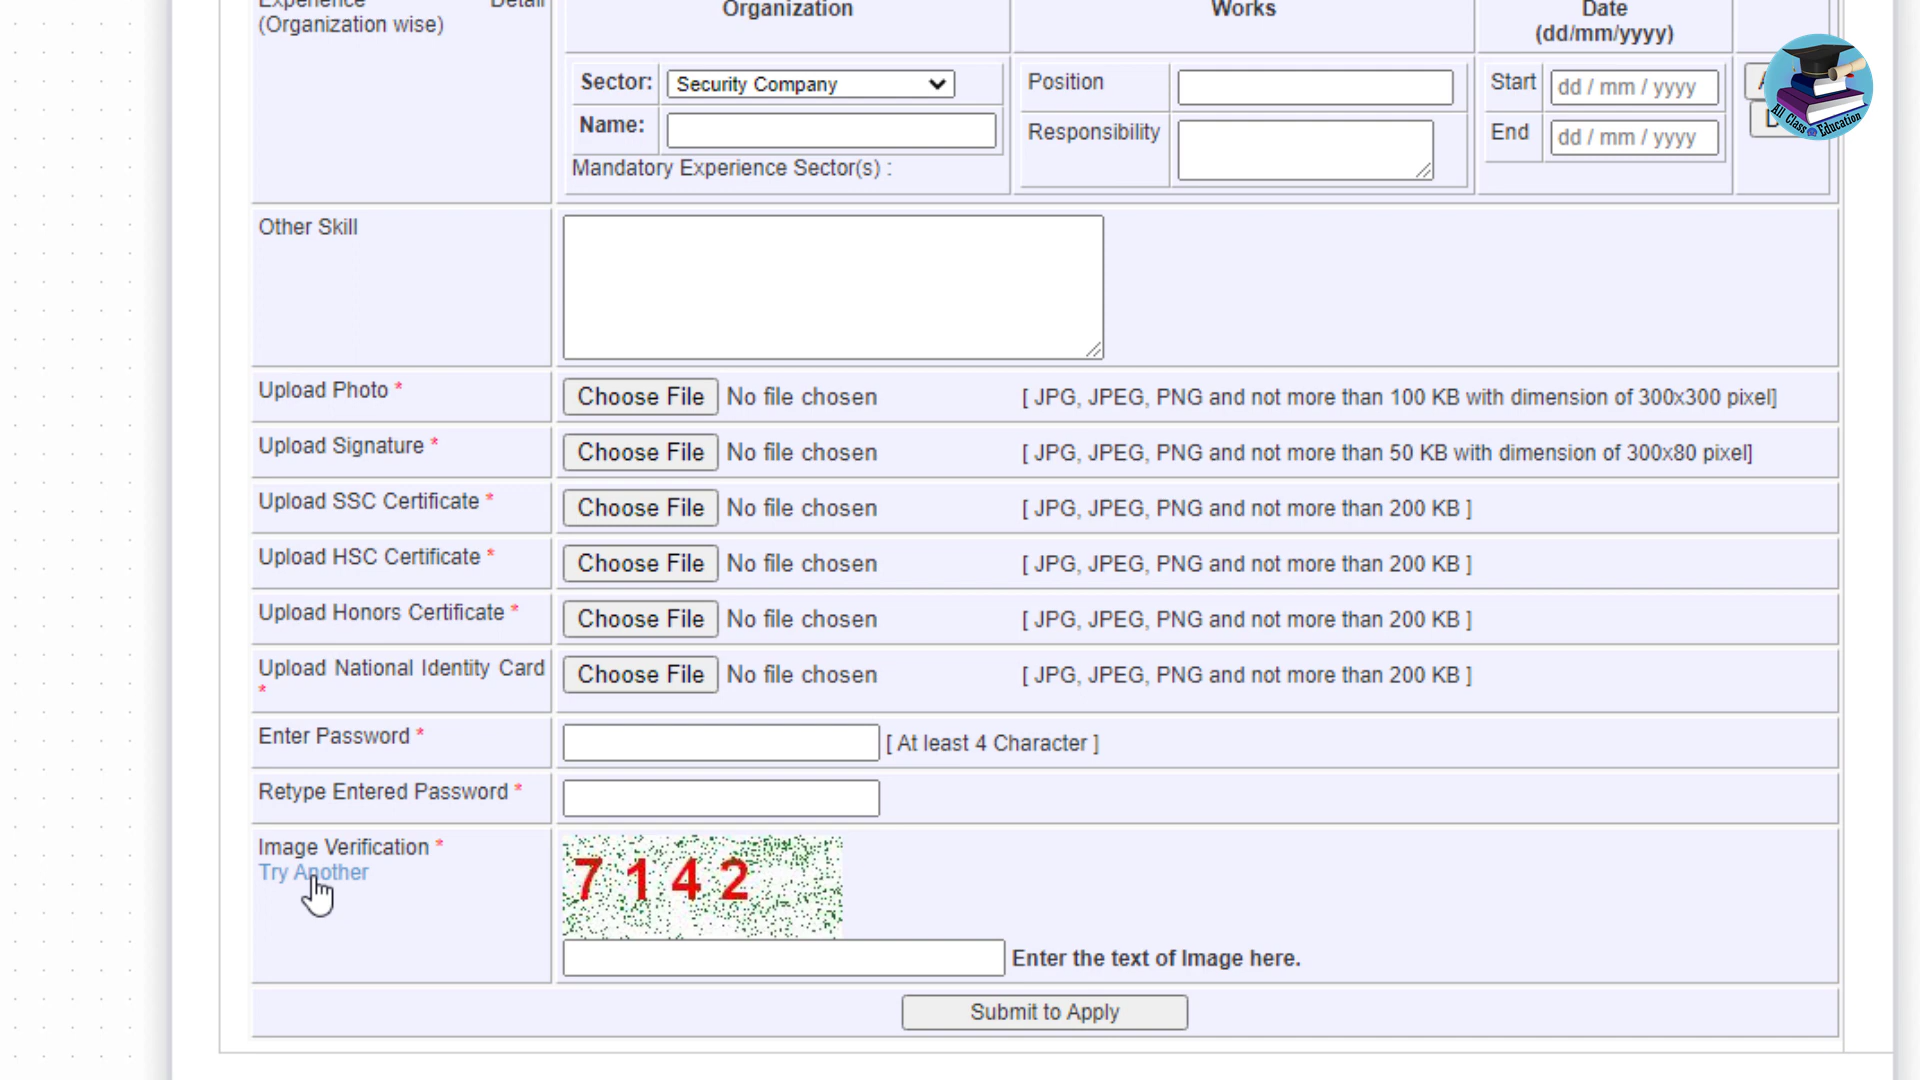 Experience Detail
(Organization wise)
Organization
Works
Date
(dd/mm/yyyy)
Sector: Security Company
Name:
Mandatory Experience Sector(s) :
Position
Responsibility
Start dd / mm / yyyy
End dd / mm / yyyy
All Class Education
Other Skill
Upload Photo * Choose File No file chosen [ JPG, JPEG, PNG and not more than 100 KB with dimension of 300x300 pixel]
Upload Signature * Choose File No file chosen [ JPG, JPEG, PNG and not more than 50 KB with dimension of 300x80 pixel]
Upload SSC Certificate * Choose File No file chosen [ JPG, JPEG, PNG and not more than 200 KB ]
Upload HSC Certificate * Choose File No file chosen [ JPG, JPEG, PNG and not more than 200 KB ]
Upload Honors Certificate * Choose File No file chosen [ JPG, JPEG, PNG and not more than 200 KB ]
Upload National Identity Card
* Choose File No file chosen [ JPG, JPEG, PNG and not more than 200 KB ]
Enter Password * [ At least 4 Character ]
Retype Entered Password *
Image Verification *
Try Another
7 1 4 2
Enter the text of Image here.
Submit to Apply